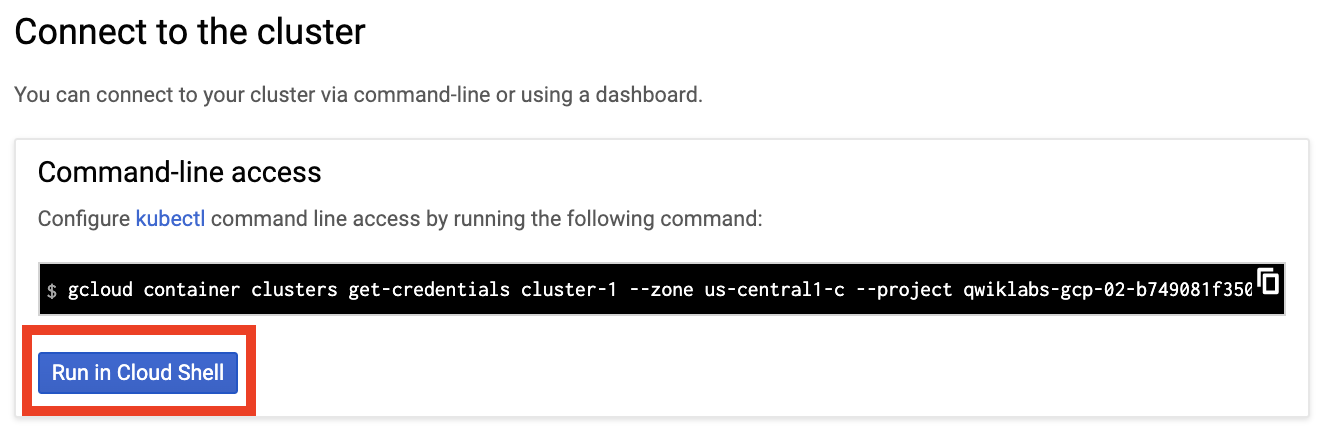 Connect to the cluster
You can connect to your cluster via command-line or using a dashboard.
Command-line access
Configure kubectl command line access by running the following command:
$ gcloud container clusters get-credentials cluster-1 --zone us-central1-c --project qwiklabs-gcp-02-b749081f350
Run in Cloud Shell